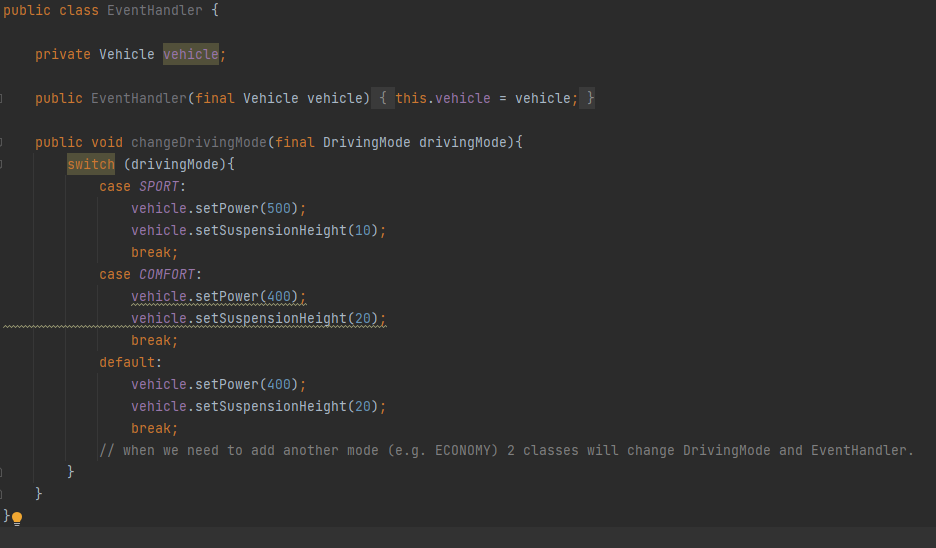 public class EventHandler {
private Vehicle vehicle;
public EventHandler(final Vehicle vehicle) { this.vehicle = vehicle; }
public void changeDrivingMode(final DrivingMode drivingMode){
switch (drivingMode){
case SPORT:
vehicle.setPower(500);
vehicle.setSuspensionHeight(10);
break;
case COMFORT:
vehicle.setPower(400);
vehicle.setSuspensionHeight(20);
break;
default:
vehicle.setPower(400);
vehicle.setSuspensionHeight(20);
break;
// when we need to add another mode (e.g. ECONOMY) 2 classes will change DrivingMode and EventHandler.
}
}
}